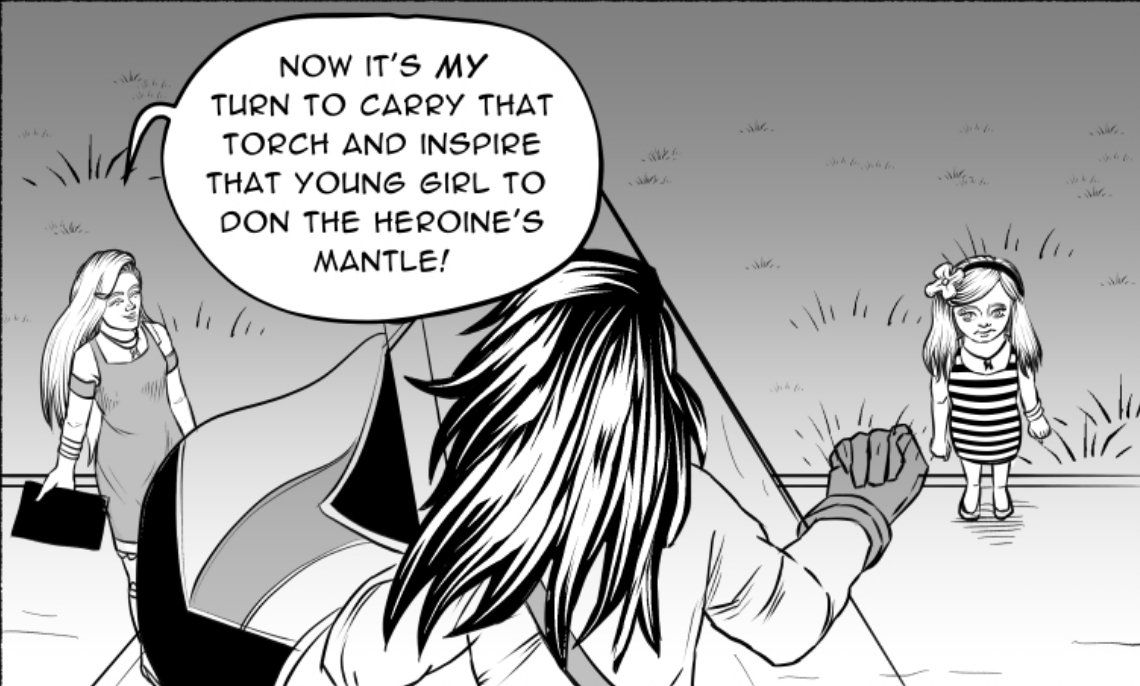 NOW IT'S MY
TURN TO CARRY THAT
TORCH AND INSPIRE
THAT YOUNG GIRL TO
DON THE HEROINE'S
MANTLE!